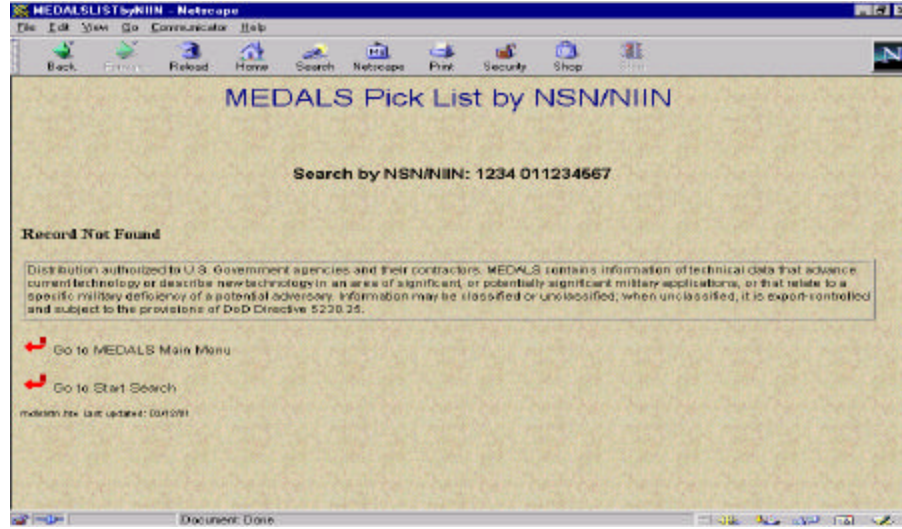 MEDALSLISTbyNIIN - Netscape
File Edit View Go Communicator Help
Back Forward Reload Home Search Netscape Print Security Shop Stop
MEDALS Pick List by NSN/NIIN
Search by NSN/NIIN: 1234 011234567
Record Not Found
Distribution authorized to U.S. Government agencies and their contractors. MEDALS contains information of technical data that advance
current technology or describe new technology in an area of significant, or potentially significant military applications, or that relate to a
specific military deficiency of a potential adversary. Information may be classified or unclassified; when unclassified, it is export-controlled
and subject to the provisions of DoD Directive 5230.25.
Go to MEDALS Main Menu
Go to Start Search
Last updated:
Document: Done